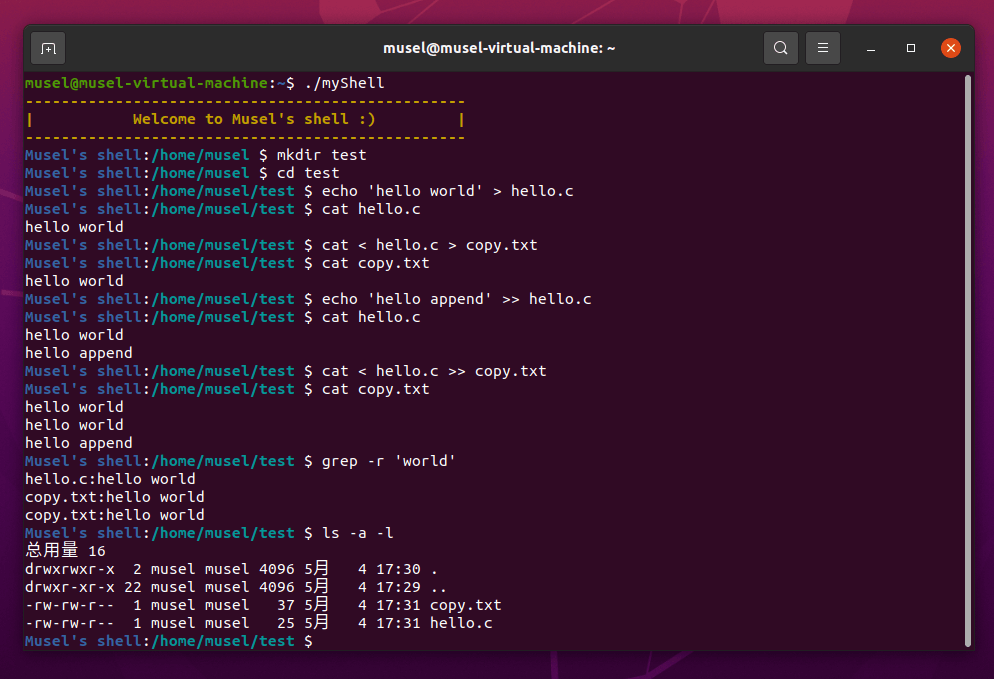 musel@musel-virtual-machine: ~
musel@musel-virtual-machine:~$ ./myShell
-------------------------------------------------
|           Welcome to Musel's shell :)         |
-------------------------------------------------
Musel's shell:/home/musel $ mkdir test
Musel's shell:/home/musel $ cd test
Musel's shell:/home/musel/test $ echo 'hello world' > hello.c
Musel's shell:/home/musel/test $ cat hello.c
hello world
Musel's shell:/home/musel/test $ cat < hello.c > copy.txt
Musel's shell:/home/musel/test $ cat copy.txt
hello world
Musel's shell:/home/musel/test $ echo 'hello append' >> hello.c
Musel's shell:/home/musel/test $ cat hello.c
hello world
hello append
Musel's shell:/home/musel/test $ cat < hello.c >> copy.txt
Musel's shell:/home/musel/test $ cat copy.txt
hello world
hello world
hello append
Musel's shell:/home/musel/test $ grep -r 'world'
hello.c:hello world
copy.txt:hello world
copy.txt:hello world
Musel's shell:/home/musel/test $ ls -a -l
总用量 16
drwxrwxr-x  2 musel musel 4096 5月   4 17:30 .
drwxr-xr-x 22 musel musel 4096 5月   4 17:29 ..
-rw-rw-r--  1 musel musel   37 5月   4 17:31 copy.txt
-rw-rw-r--  1 musel musel   25 5月   4 17:31 hello.c
Musel's shell:/home/musel/test $